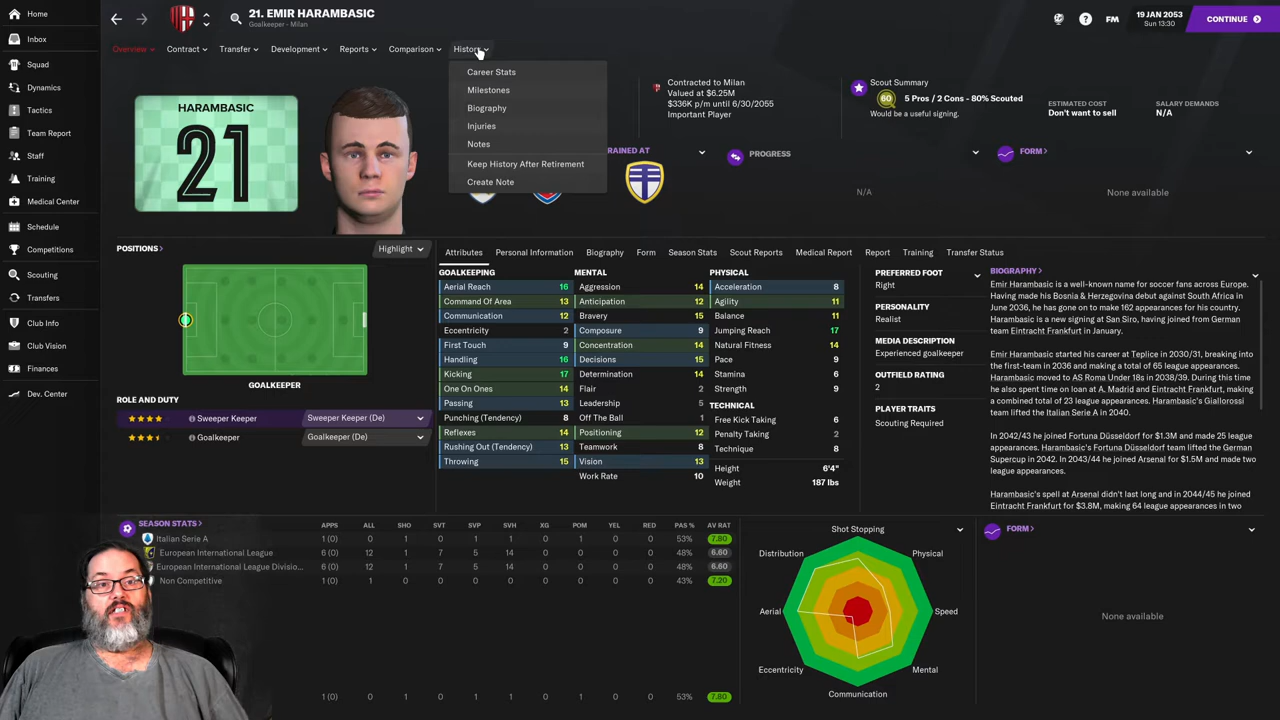 21. EMIR HARAMBASIC
Goalkeeper - Milan
FM
19 JAN 2053
Sun 13:30
CONTINUE
Home
Inbox
Squad
Dynamics
Tactics
Team Report
Staff
Training
Medical Center
Schedule
Competitions
Scouting
Transfers
Club Info
Club Vision
Finances
Dev. Center
Overview
Contract
Transfer
Development
Reports
Comparison
History
Career Stats
Milestones
Biography
Injuries
Notes
Keep History After Retirement
Create Note
HARAMBASIC
21
Contracted to Milan
Valued at $6.25M
$336K p/m until 6/30/2055
Important Player
Scout Summary
60
5 Pros / 2 Cons - 80% Scouted
Would be a useful signing.
ESTIMATED COST
Don't want to sell
SALARY DEMANDS
N/A
RAINED AT
PROGRESS
N/A
FORM
None available
POSITIONS
Highlight
GOALKEEPER
ROLE AND DUTY
Sweeper Keeper
Sweeper Keeper (De)
Goalkeeper
Goalkeeper (De)
Attributes
Personal Information
Biography
Form
Season Stats
Scout Reports
Medical Report
Report
Training
Transfer Status
GOALKEEPING
Aerial Reach 16
Command Of Area 13
Communication 12
Eccentricity 2
First Touch 9
Handling 16
Kicking 17
One On Ones 14
Passing 13
Punching (Tendency) 8
Reflexes 14
Rushing Out (Tendency) 13
Throwing 15
MENTAL
Aggression 14
Anticipation 12
Bravery 15
Composure 9
Concentration 14
Decisions 15
Determination 14
Flair 2
Leadership 5
Off The Ball 1
Positioning 12
Teamwork 8
Vision 13
Work Rate 10
PHYSICAL
Acceleration 8
Agility 11
Balance 11
Jumping Reach 17
Natural Fitness 14
Pace 9
Stamina 6
Strength 9
TECHNICAL
Free Kick Taking 6
Penalty Taking 2
Technique 8
Height 6'4"
Weight 187 lbs
PREFERRED FOOT
Right
PERSONALITY
Realist
MEDIA DESCRIPTION
Experienced goalkeeper
OUTFIELD RATING
2
PLAYER TRAITS
Scouting Required
BIOGRAPHY
Emir Harambasic is a well-known name for soccer fans across Europe.
Having made his Bosnia & Herzegovina debut against South Africa in
June 2036, he has gone on to make 162 appearances for his country.
Harambasic is a new signing at San Siro, having joined from German
team Eintracht Frankfurt in January.
Emir Harambasic started his career at Teplice in 2030/31, breaking into
the first-team in 2036 and making a total of 65 league appearances.
Harambasic moved to AS Roma Under 18s in 2038/39. During this time
he also spent time on loan at A. Madrid and Eintracht Frankfurt, making
a combined total of 23 league appearances. Harambasic's Giallorossi
team lifted the Italian Serie A in 2040.
In 2042/43 he joined Fortuna Düsseldorf for $1.3M and made 25 league
appearances. Harambasic's Fortuna Düsseldorf team lifted the German
Supercup in 2042. In 2043/44 he joined Arsenal for $1.5M and made two
league appearances.
Harambasic's spell at Arsenal didn't last long and in 2044/45 he joined
Eintracht Frankfurt for $3.8M, making 64 league appearances in two
SEASON STATS APPS ALL SHO SVT SVP SVH XG POM YEL RED PAS % AV RAT
Italian Serie A 1 (0) 0 1 0 1 1 0 1 0 0 53% 7.80
European International League 6 (0) 12 1 7 5 14 0 0 0 0 48% 6.60
European International League Divisio... 6 (0) 12 1 7 5 14 0 0 0 0 48% 6.60
Non Competitive 1 (0) 1 0 0 0 0 0 0 0 0 43% 7.20
1 (0) 0 1 0 1 1 0 1 0 0 53% 7.80
Shot Stopping
Physical
Speed
Mental
Communication
Eccentricity
Aerial
Distribution
FORM
None available